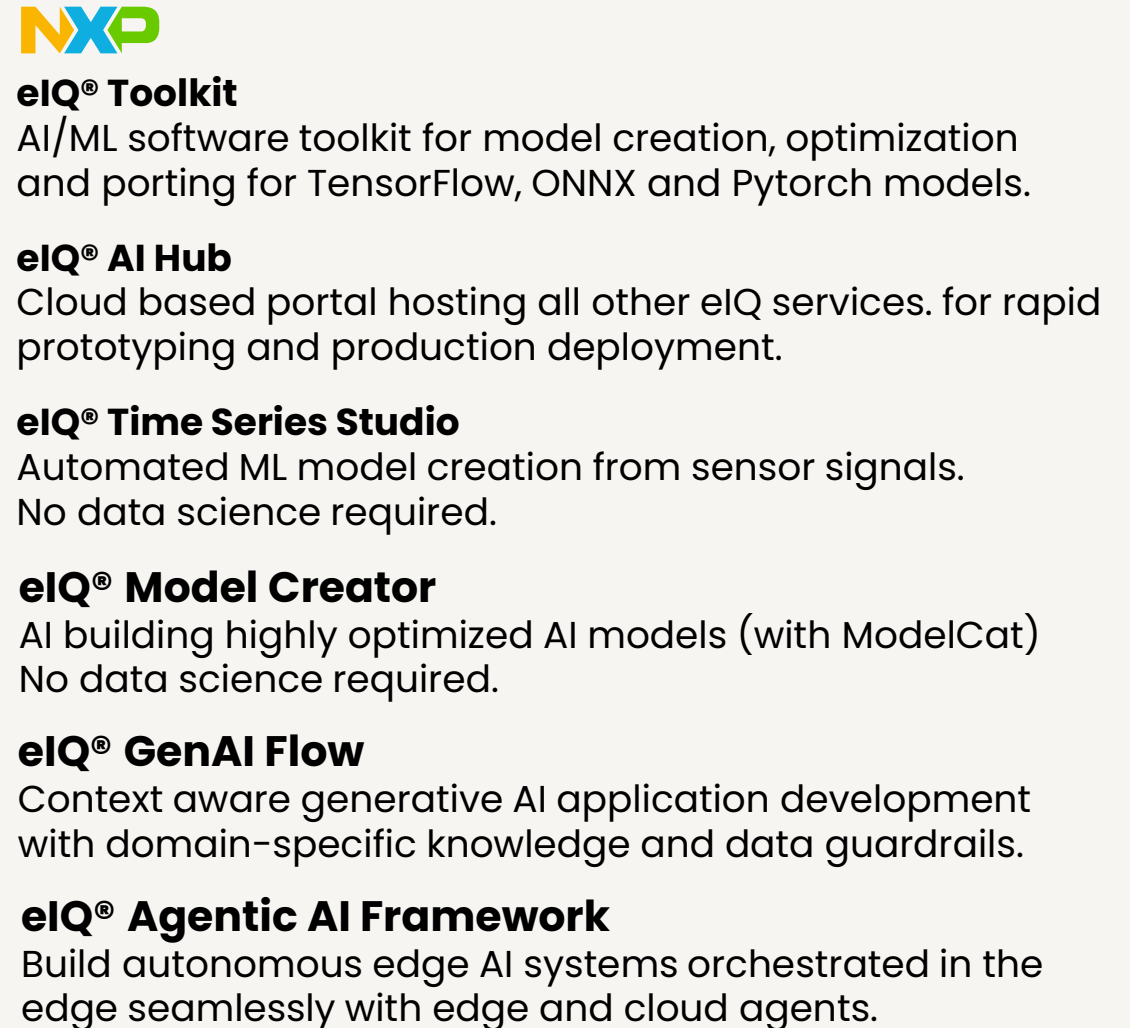 NXP
eIQ® Toolkit
AI/ML software toolkit for model creation, optimization
and porting for TensorFlow, ONNX and Pytorch models.
eIQ® AI Hub
Cloud based portal hosting all other eIQ services. for rapid
prototyping and production deployment.
eIQ® Time Series Studio
Automated ML model creation from sensor signals.
No data science required.
eIQ® Model Creator
AI building highly optimized AI models (with ModelCat)
No data science required.
eIQ® GenAI Flow
Context aware generative AI application development
with domain-specific knowledge and data guardrails.
eIQ® Agentic AI Framework
Build autonomous edge AI systems orchestrated in the
edge seamlessly with edge and cloud agents.